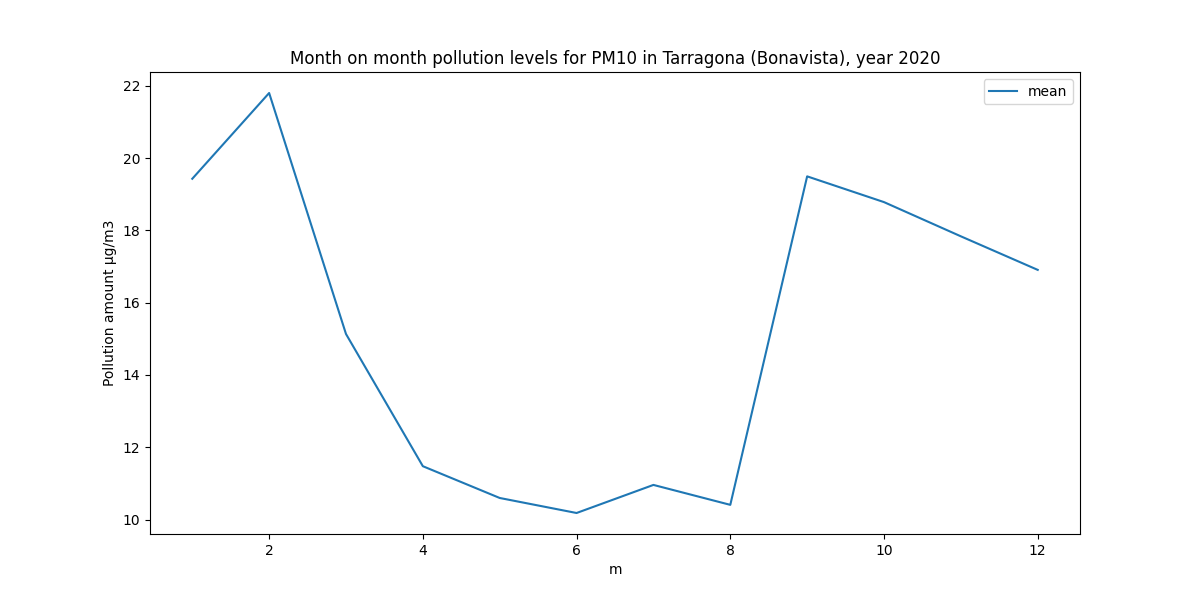 Month on month pollution levels for PM10 in Tarragona (Bonavista), year 2020
mean
Pollution amount µg/m3
22
20
18
16
14
12
10
2 4 6 8 10 12
m